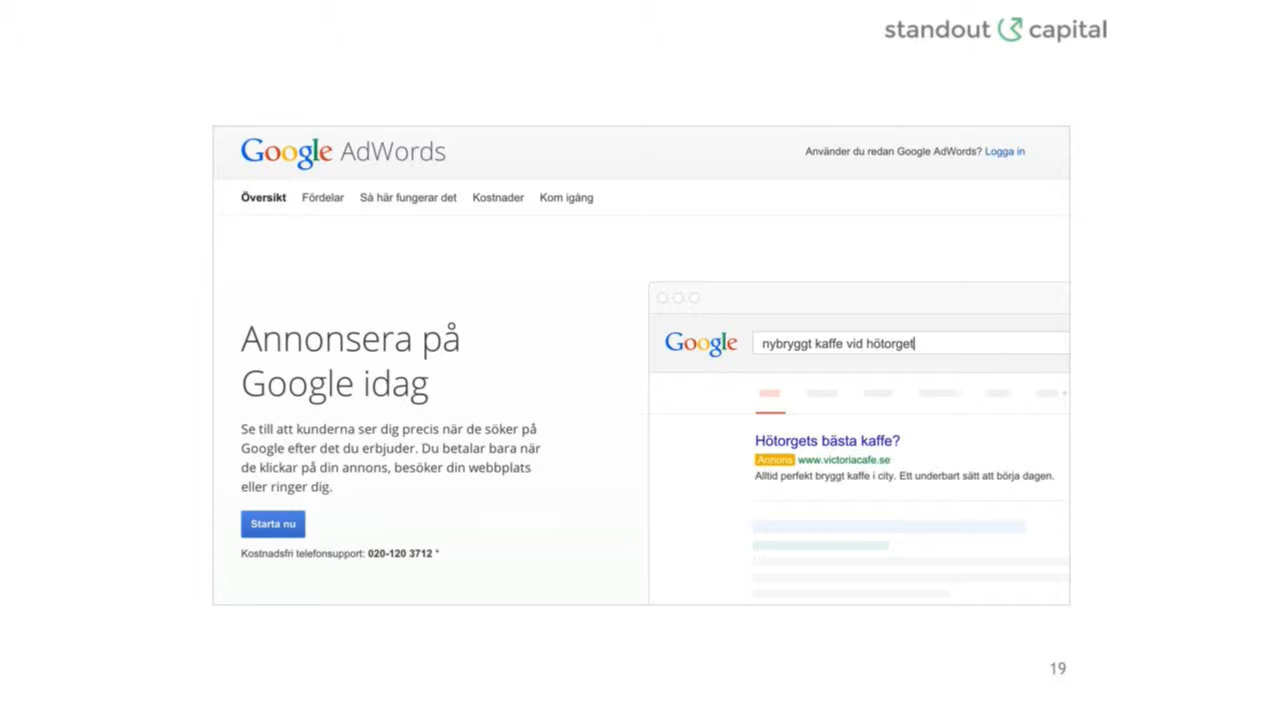 standout capital
Google AdWords
Använder du redan Google AdWords? Logga in
Översikt Fördelar Så här fungerar det Kostnader Kom igång
Annonsera på
Google idag
Se till att kunderna ser dig precis när de söker på
Google efter det du erbjuder. Du betalar bara när
de klickar på din annons, besöker din webbplats
eller ringer dig.
Starta nu
Kostnadsfri telefonsupport: 020-120 3712 *
Google nybryggt kaffe vid hötorget
Hötorgets bästa kaffe?
Annons www.victoriacafe.se
Alltid perfekt bryggt kaffe i city. Ett underbart sätt att börja dagen.
19